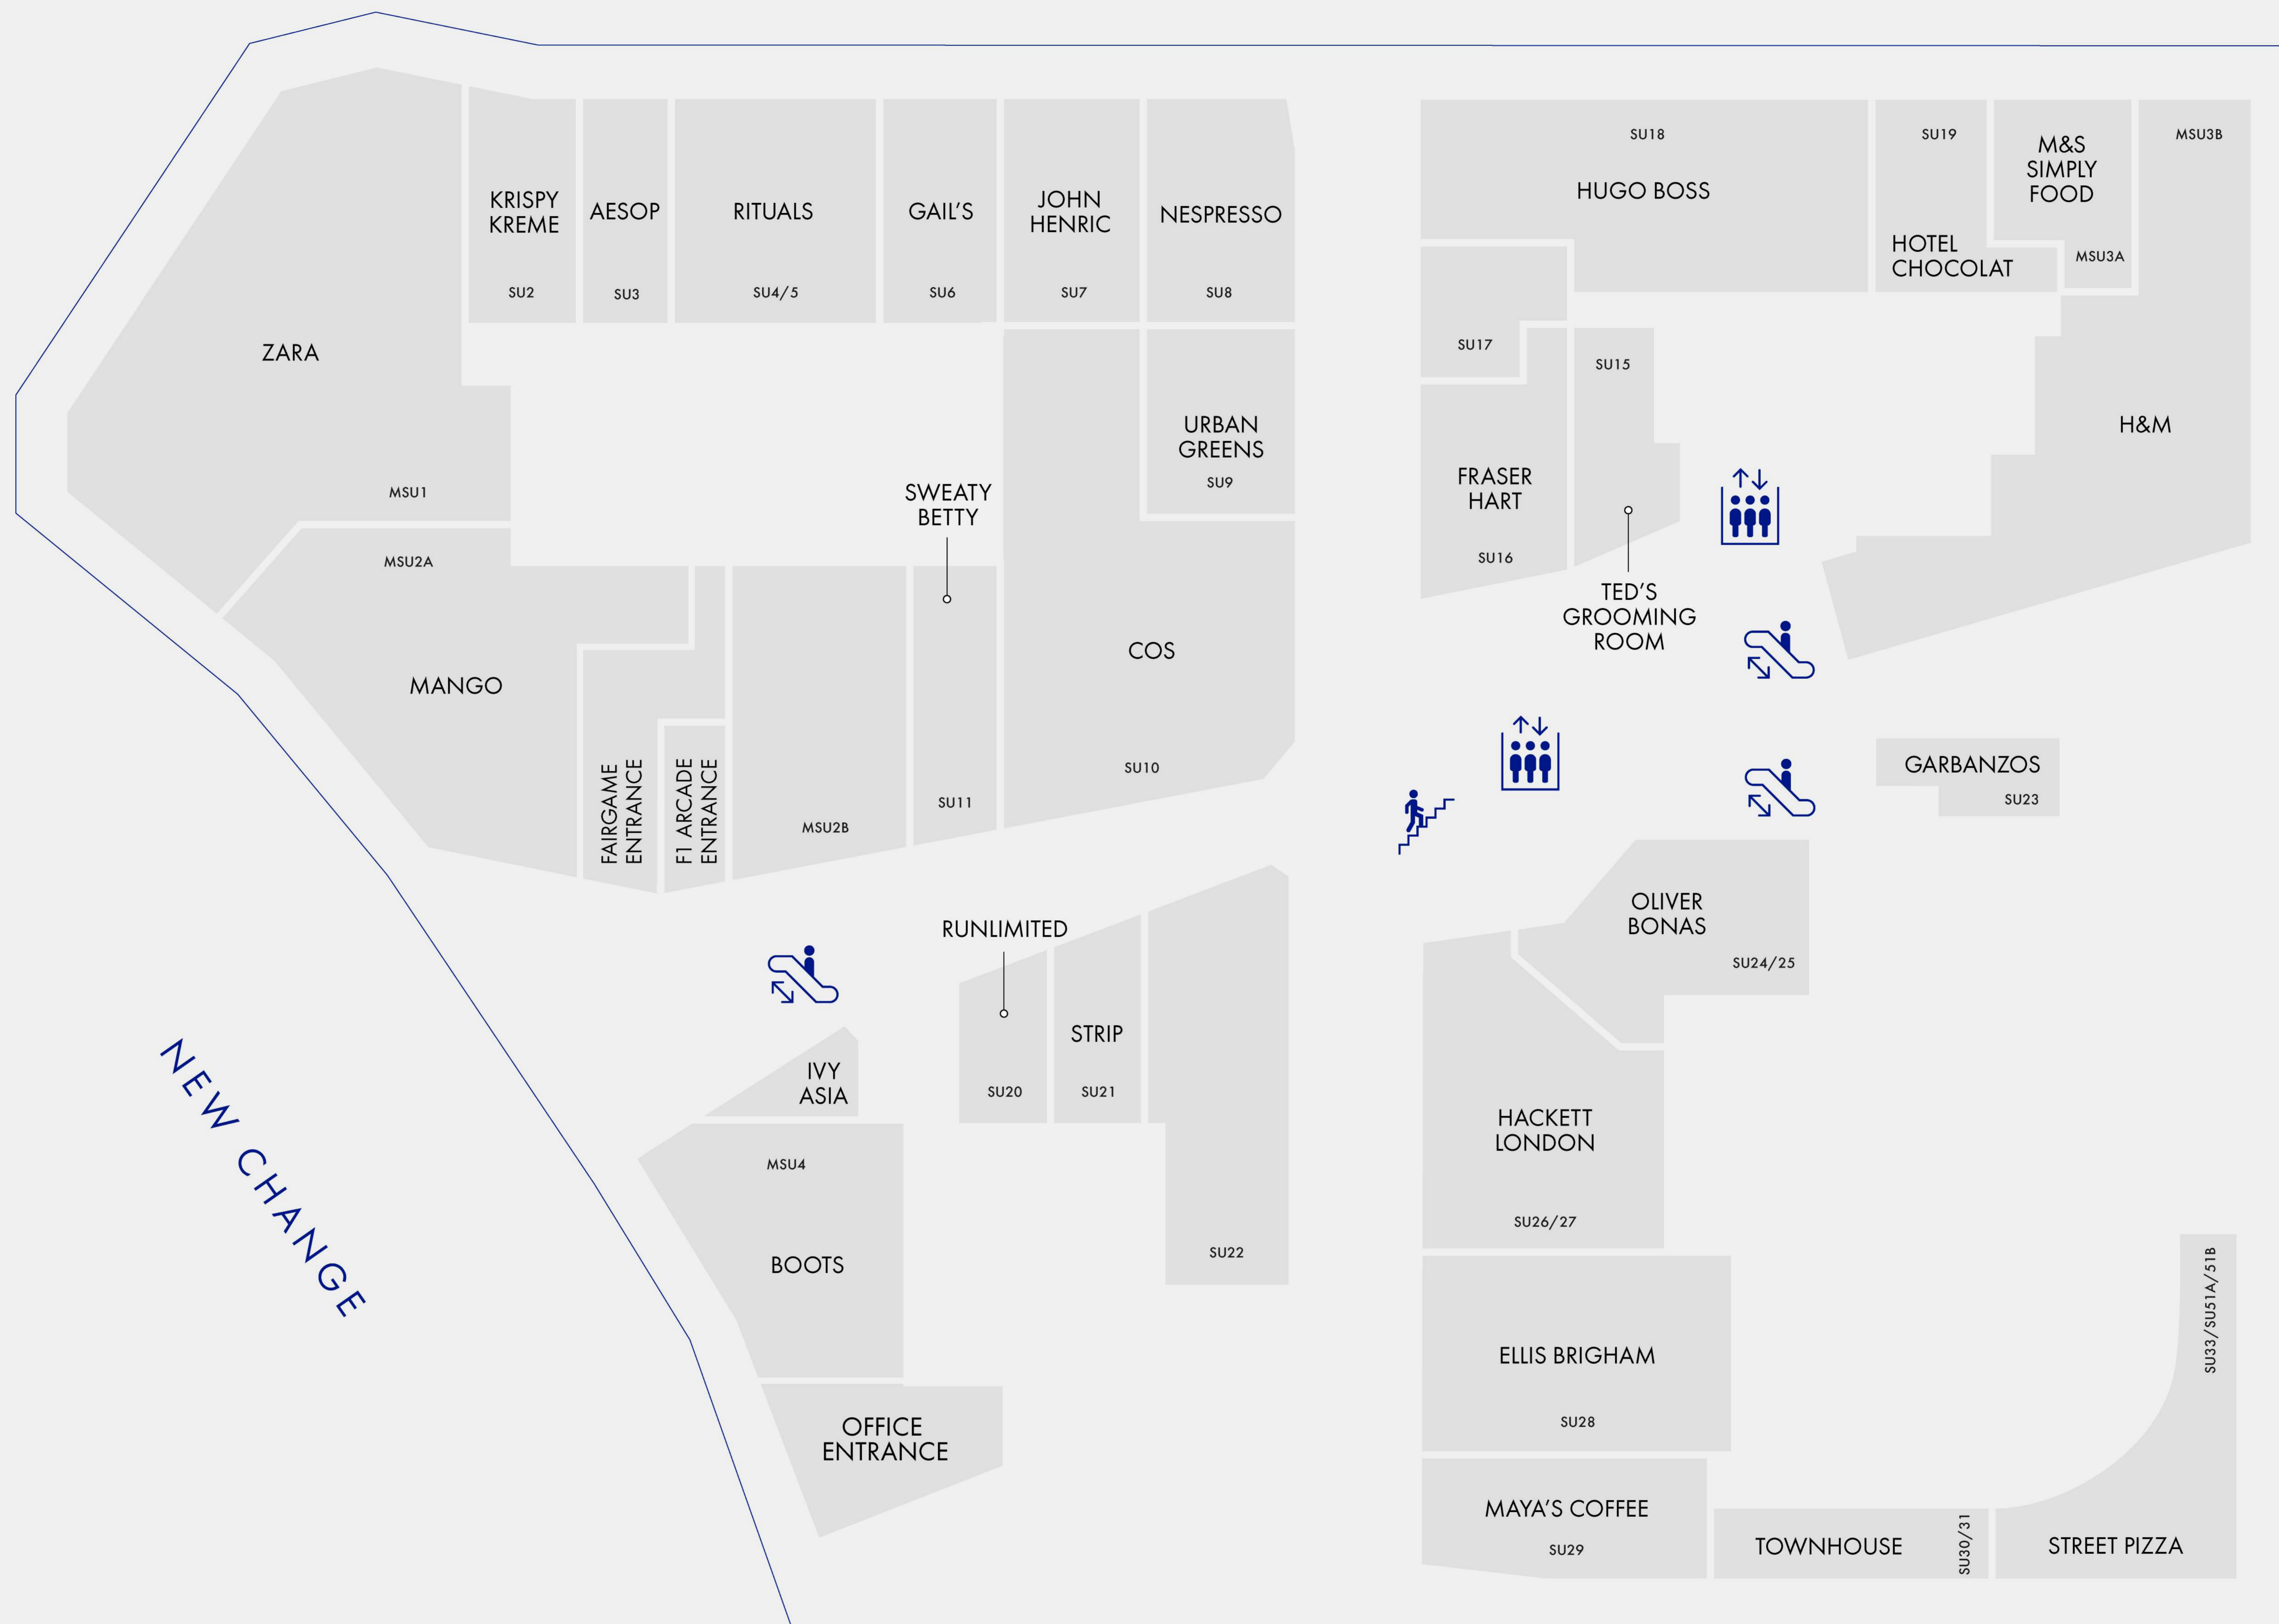 SU18
SU19
M&S
SIMPLY
FOOD
MSU3B
KRISPY
KREME
AESOP
RITUALS
GAIL'S
JOHN
HENRIC
NESPRESSO
HUGO BOSS
HOTEL
CHOCOLAT
MSU3A
SU2
SU3
SU4/5
SU6
SU7
SU8
ZARA
SU17
SU15
URBAN
GREENS
SU9
H&M
MSU1
SWEATY
BETTY
FRASER
HART
SU16
MSU2A
TED'S
GROOMING
ROOM
MANGO
COS
SU10
FAIRGAME
ENTRANCE
F1 ARCADE
ENTRANCE
MSU2B
SU11
GARBANZOS
SU23
RUNLIMITED
OLIVER
BONAS
SU24/25
STRIP
IVY
ASIA
SU20
SU21
NEW CHANGE
HACKETT
LONDON
MSU4
SU26/27
BOOTS
SU22
SU33/SU51A/51B
ELLIS BRIGHAM
SU28
OFFICE
ENTRANCE
MAYA'S COFFEE
SU29
TOWNHOUSE
SU30/31
STREET PIZZA